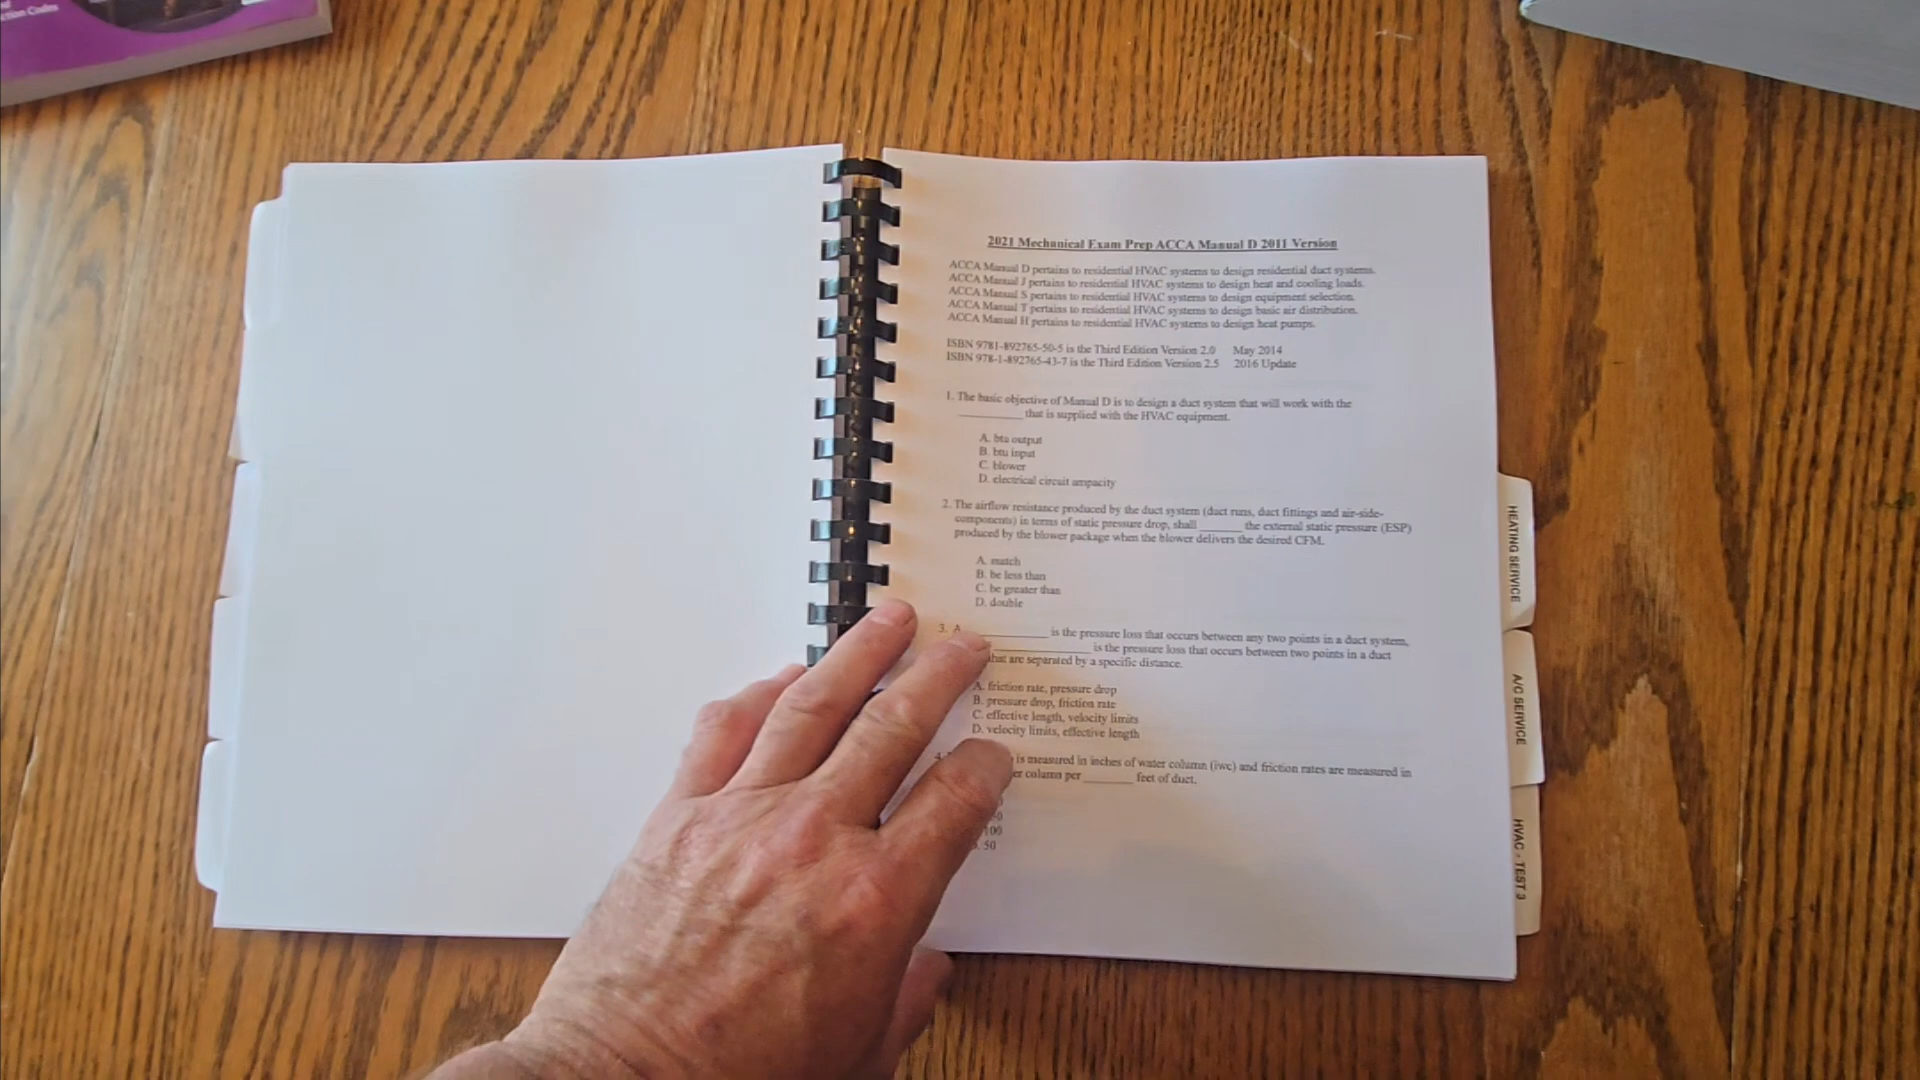 ction Codes
2021 Mechanical Exam Prep ACCA Manual D 2011 Version
ACCA Manual D pertains to residential HVAC systems to design residential duct systems.
ACCA Manual J pertains to residential HVAC systems to design heat and cooling loads.
ACCA Manual S pertains to residential HVAC systems to design equipment selection.
ACCA Manual T pertains to residential HVAC systems to design basic air distribution.
ACCA Manual H pertains to residential HVAC systems to design heat pumps.
ISBN 9781-892765-50-5 is the Third Edition Version 2.0 May 2014
ISBN 978-1-892765-43-7 is the Third Edition Version 2.5 2016 Update
1. The basic objective of Manual D is to design a duct system that will work with the
__________ that is supplied with the HVAC equipment.
A. btu output
B. btu input
C. blower
D. electrical circuit ampacity
2. The airflow resistance produced by the duct system (duct runs, duct fittings and air-side-
components) in terms of static pressure drop, shall _______ the external static pressure (ESP)
produced by the blower package when the blower delivers the desired CFM.
A. match
B. be less than
C. be greater than
D. double
3. A ____________ is the pressure loss that occurs between any two points in a duct system,
_______________ is the pressure loss that occurs between two points in a duct
that are separated by a specific distance.
A. friction rate, pressure drop
B. pressure drop, friction rate
C. effective length, velocity limits
D. velocity limits, effective length
4. is measured in inches of water column (iwc) and friction rates are measured in
er column per ________ feet of duct.
100
50
HEATING SERVICE
A/C SERVICE
HVAC - TEST 3